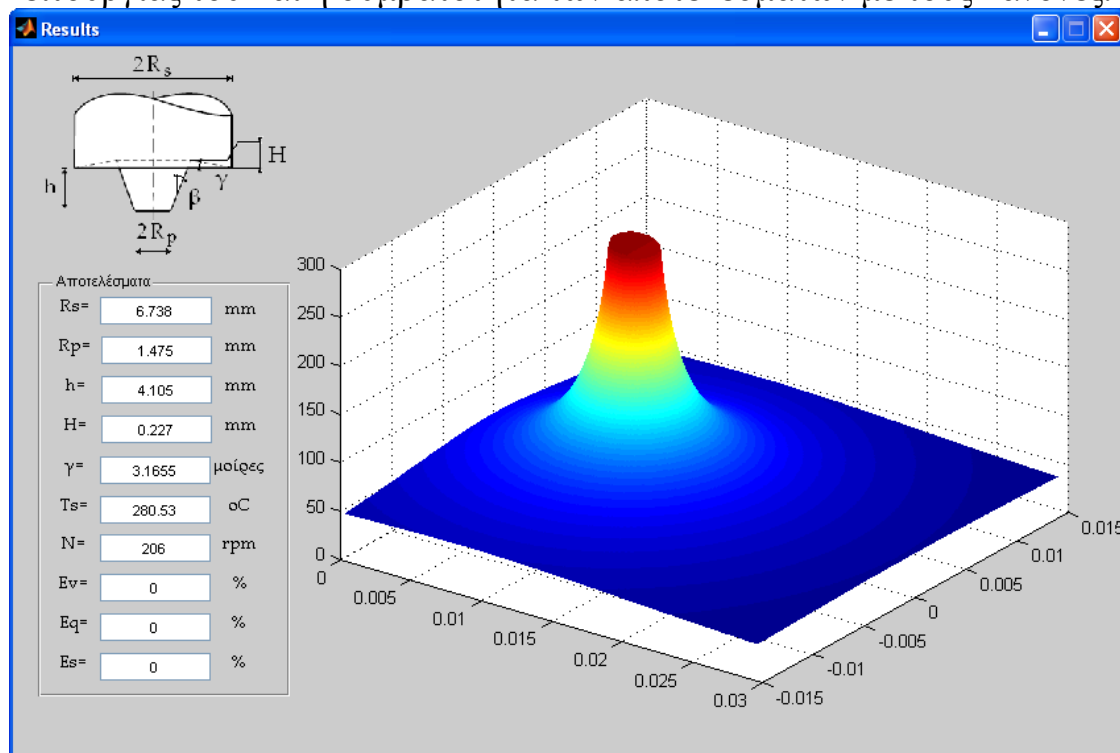 Results
2Rs
H
h
γ
β
2Rp
Αποτελέσματα
Rs= 6.738 mm
Rp= 1.475 mm
h= 4.105 mm
H= 0.227 mm
γ= 3.1655 μοίρες
Ts= 280.53 oC
N= 206 rpm
Ev= 0 %
Eq= 0 %
Es= 0 %
300
250
200
150
100
50
0
0
0.005
0.01
0.015
0.02
0.025
0.03
-0.015
-0.01
-0.005
0
0.005
0.01
0.015